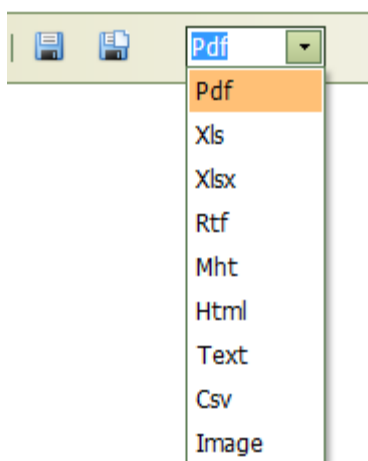 Pdf
Pdf
Xls
Xlsx
Rtf
Mht
Html
Text
Csv
Image